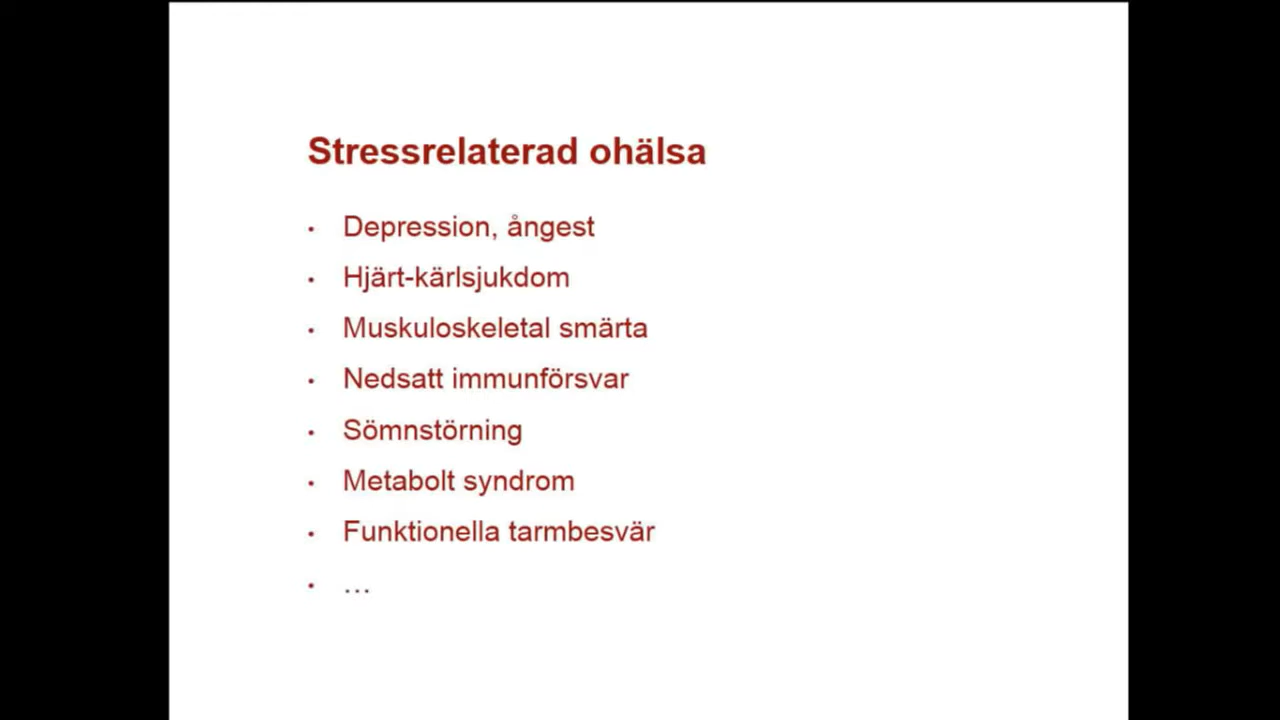 Stressrelaterad ohälsa
• Depression, ångest
• Hjärt-kärlsjukdom
• Muskuloskeletal smärta
• Nedsatt immunförsvar
• Sömnstörning
• Metabolt syndrom
• Funktionella tarmbesvär
• …